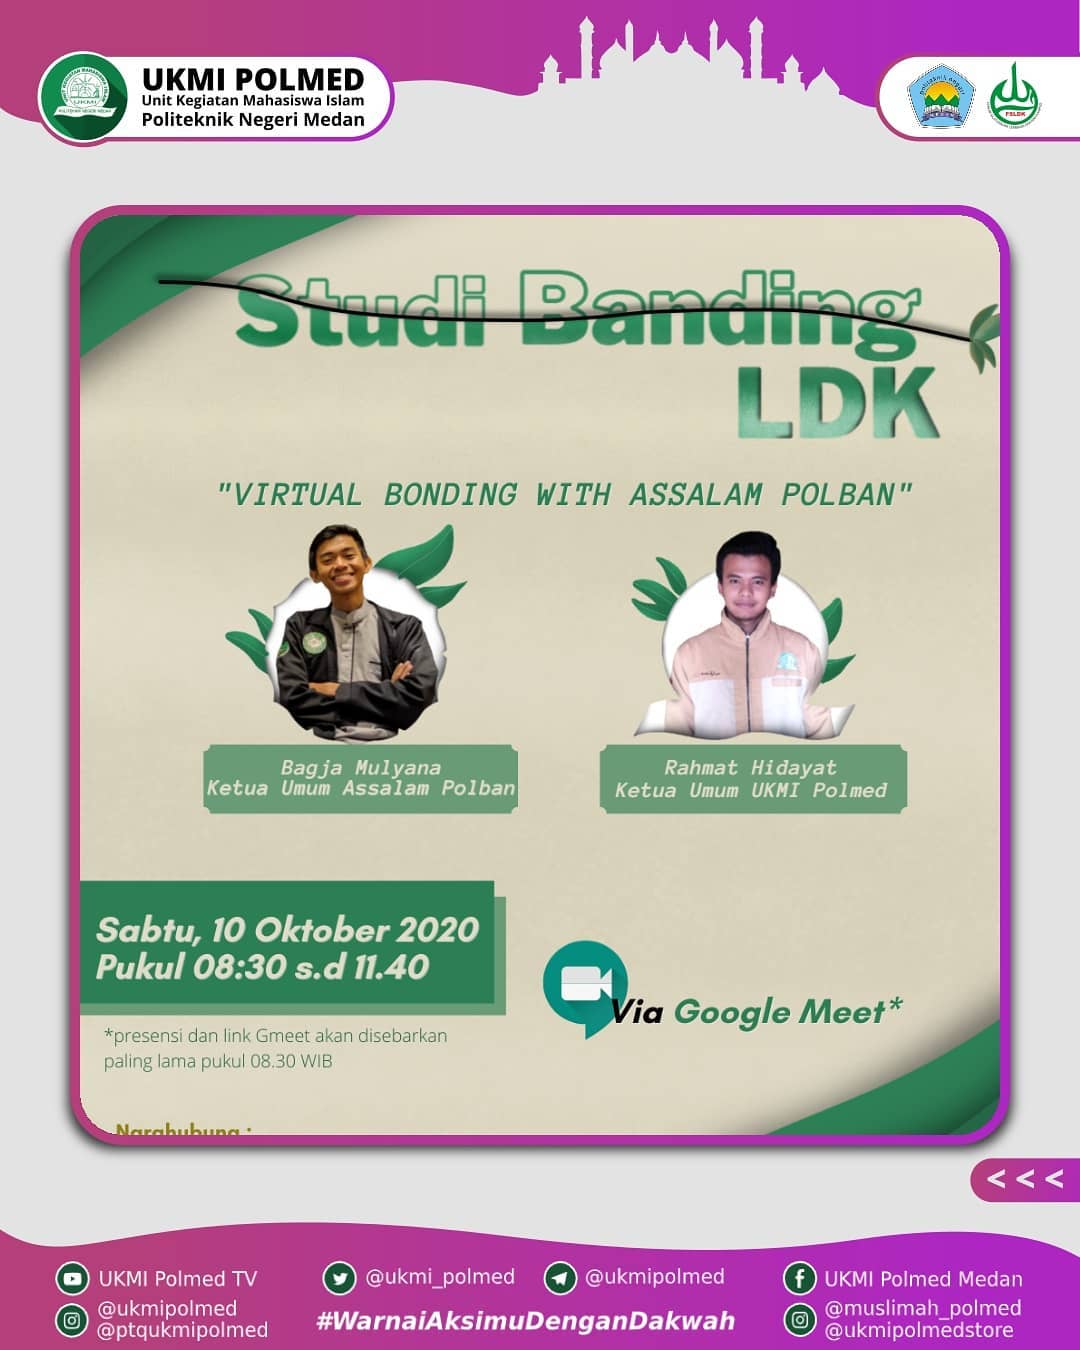 UKMI POLMED
Unit Kegiatan Mahasiswa Islam
Politeknik Negeri Medan
UKMI
FSLDK
Studi Banding
LDK
"VIRTUAL BONDING WITH ASSALAM POLBAN"
Bagja Mulyana
Ketua Umum Assalam Polban
Rahmat Hidayat
Ketua Umum UKMI Polmed
Sabtu, 10 Oktober 2020
Pukul 08:30 s.d 11.40
*presensi dan link Gmeet akan disebarkan
paling lama pukul 08.30 WIB
Via Google Meet*
Narahubung :
< < <
UKMI Polmed TV
@ukmi_polmed
@ukmipolmed
UKMI Polmed Medan
@ukmipolmed
@ptqukmipolmed
#WarnaiAksimuDenganDakwah
@muslimah_polmed
@ukmipolmedstore